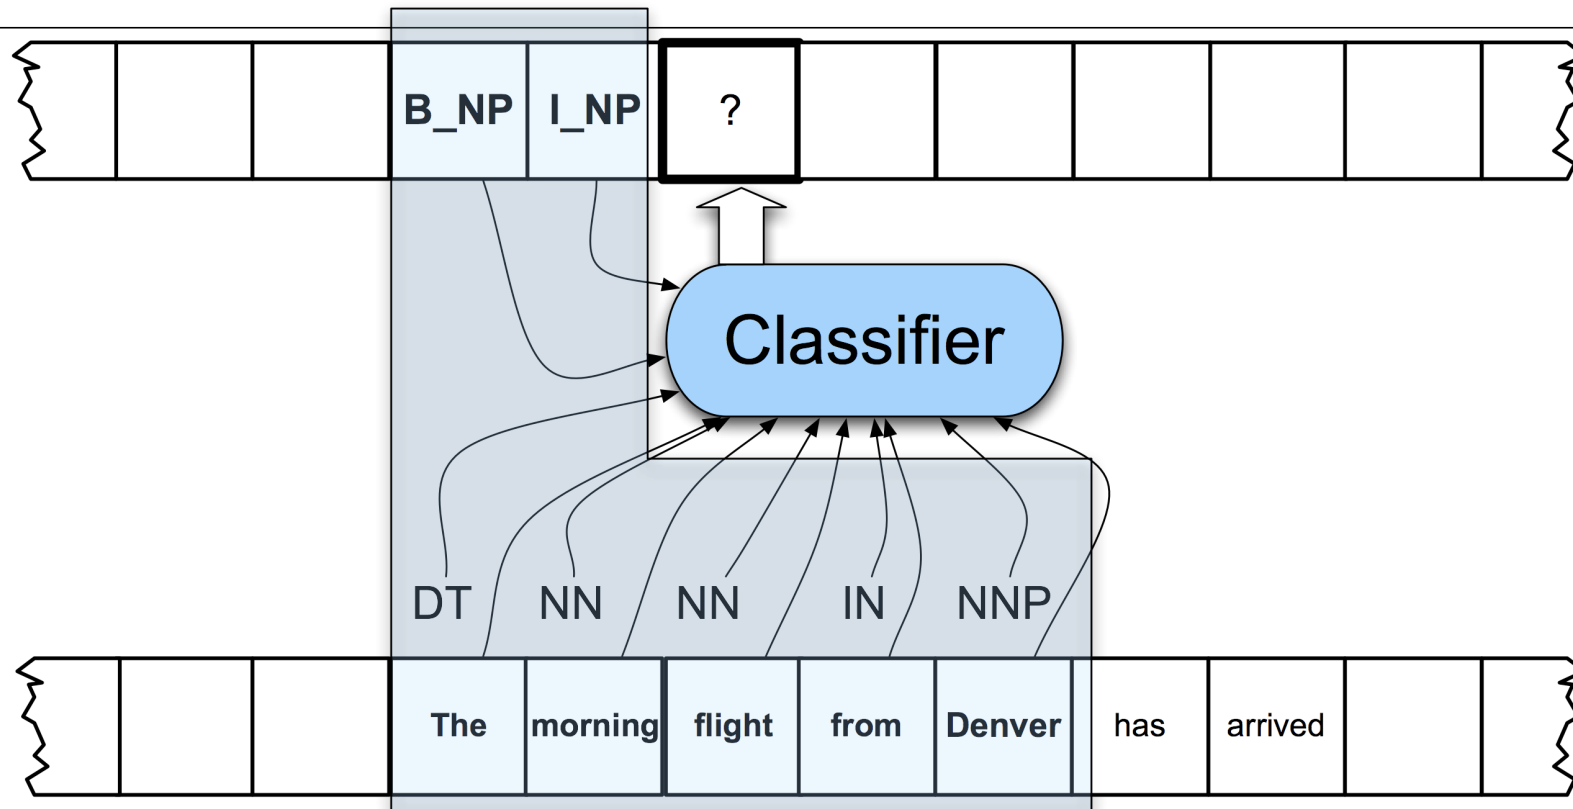 B_NP I_NP ?
Classifier
DT NN NN IN NNP
The morning flight from Denver has arrived